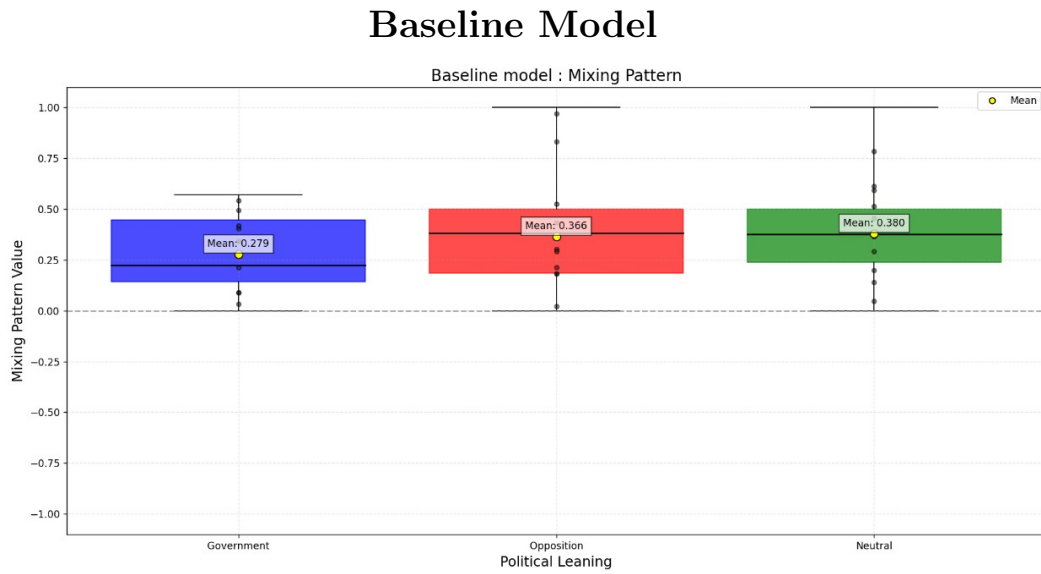 Baseline Model
Baseline model : Mixing Pattern
Mean
1.00
0.75
0.50
0.25
0.00
−0.25
−0.50
−0.75
−1.00
Mixing Pattern Value
Mean: 0.279
Mean: 0.366
Mean: 0.380
Government
Opposition
Neutral
Political Leaning